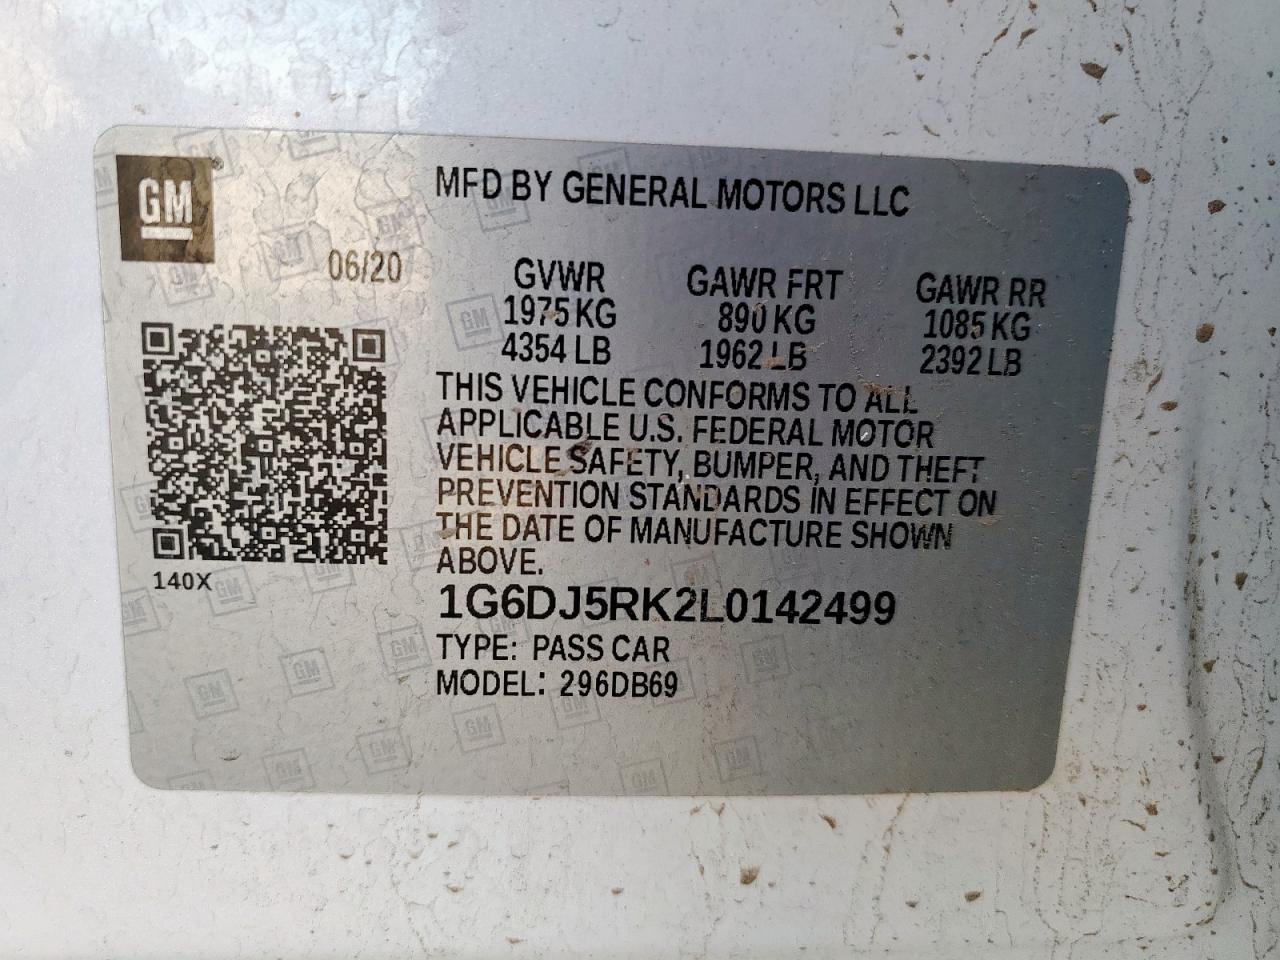 GM
MFD BY GENERAL MOTORS LLC
06/20
GVWR GAWR FRT GAWR RR
1975 KG 890 KG 1085 KG
4354 LB 1962 LB 2392 LB
THIS VEHICLE CONFORMS TO ALL
APPLICABLE U.S. FEDERAL MOTOR
VEHICLE SAFETY, BUMPER, AND THEFT
PREVENTION STANDARDS IN EFFECT ON
THE DATE OF MANUFACTURE SHOWN
ABOVE.
140X
1G6DJ5RK2L0142499
TYPE: PASS CAR
MODEL: 296DB69